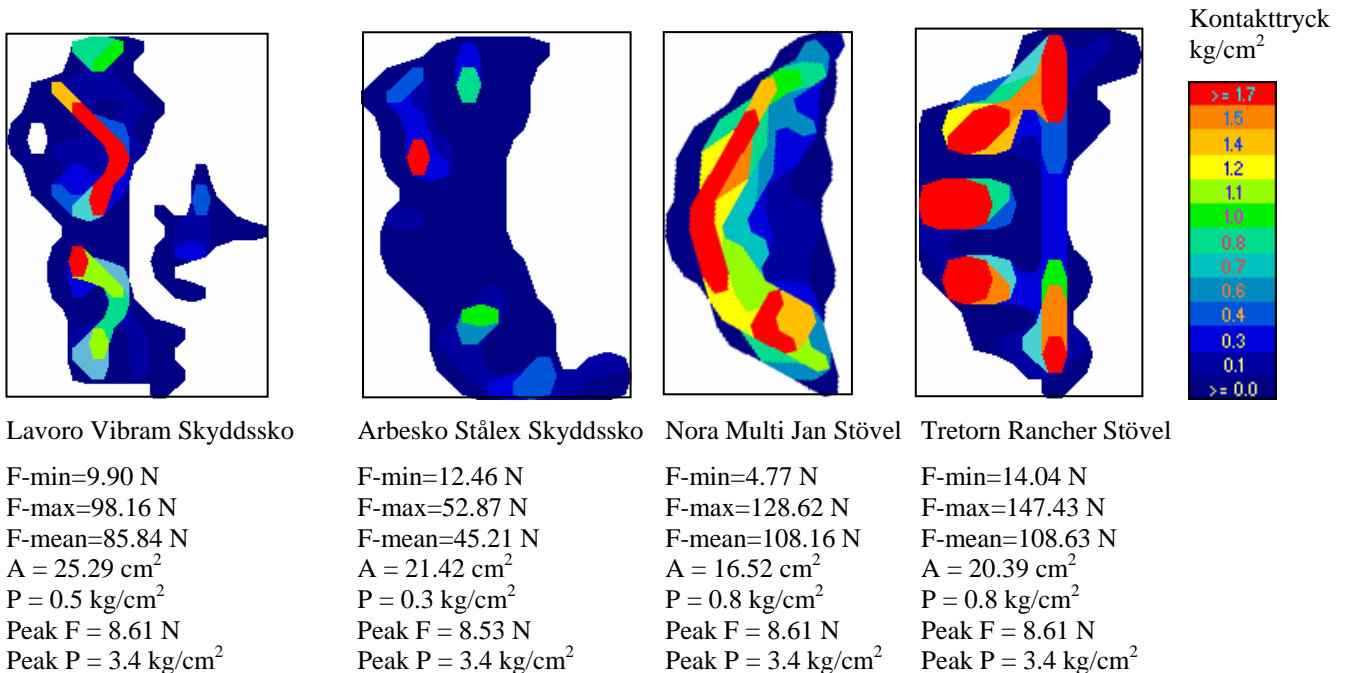 Kontakttryck
kg/cm²
>= 1.7
1.5
1.4
1.2
1.1
1.0
0.8
0.7
0.6
0.4
0.3
0.1
>= 0.0
Lavoro Vibram Skyddssko
F-min=9.90 N
F-max=98.16 N
F-mean=85.84 N
A = 25.29 cm²
P = 0.5 kg/cm²
Peak F = 8.61 N
Peak P = 3.4 kg/cm²
Arbesko Stålex Skyddssko
F-min=12.46 N
F-max=52.87 N
F-mean=45.21 N
A = 21.42 cm²
P = 0.3 kg/cm²
Peak F = 8.53 N
Peak P = 3.4 kg/cm²
Nora Multi Jan Stövel
F-min=4.77 N
F-max=128.62 N
F-mean=108.16 N
A = 16.52 cm²
P = 0.8 kg/cm²
Peak F = 8.61 N
Peak P = 3.4 kg/cm²
Tretorn Rancher Stövel
F-min=14.04 N
F-max=147.43 N
F-mean=108.63 N
A = 20.39 cm²
P = 0.8 kg/cm²
Peak F = 8.61 N
Peak P = 3.4 kg/cm²